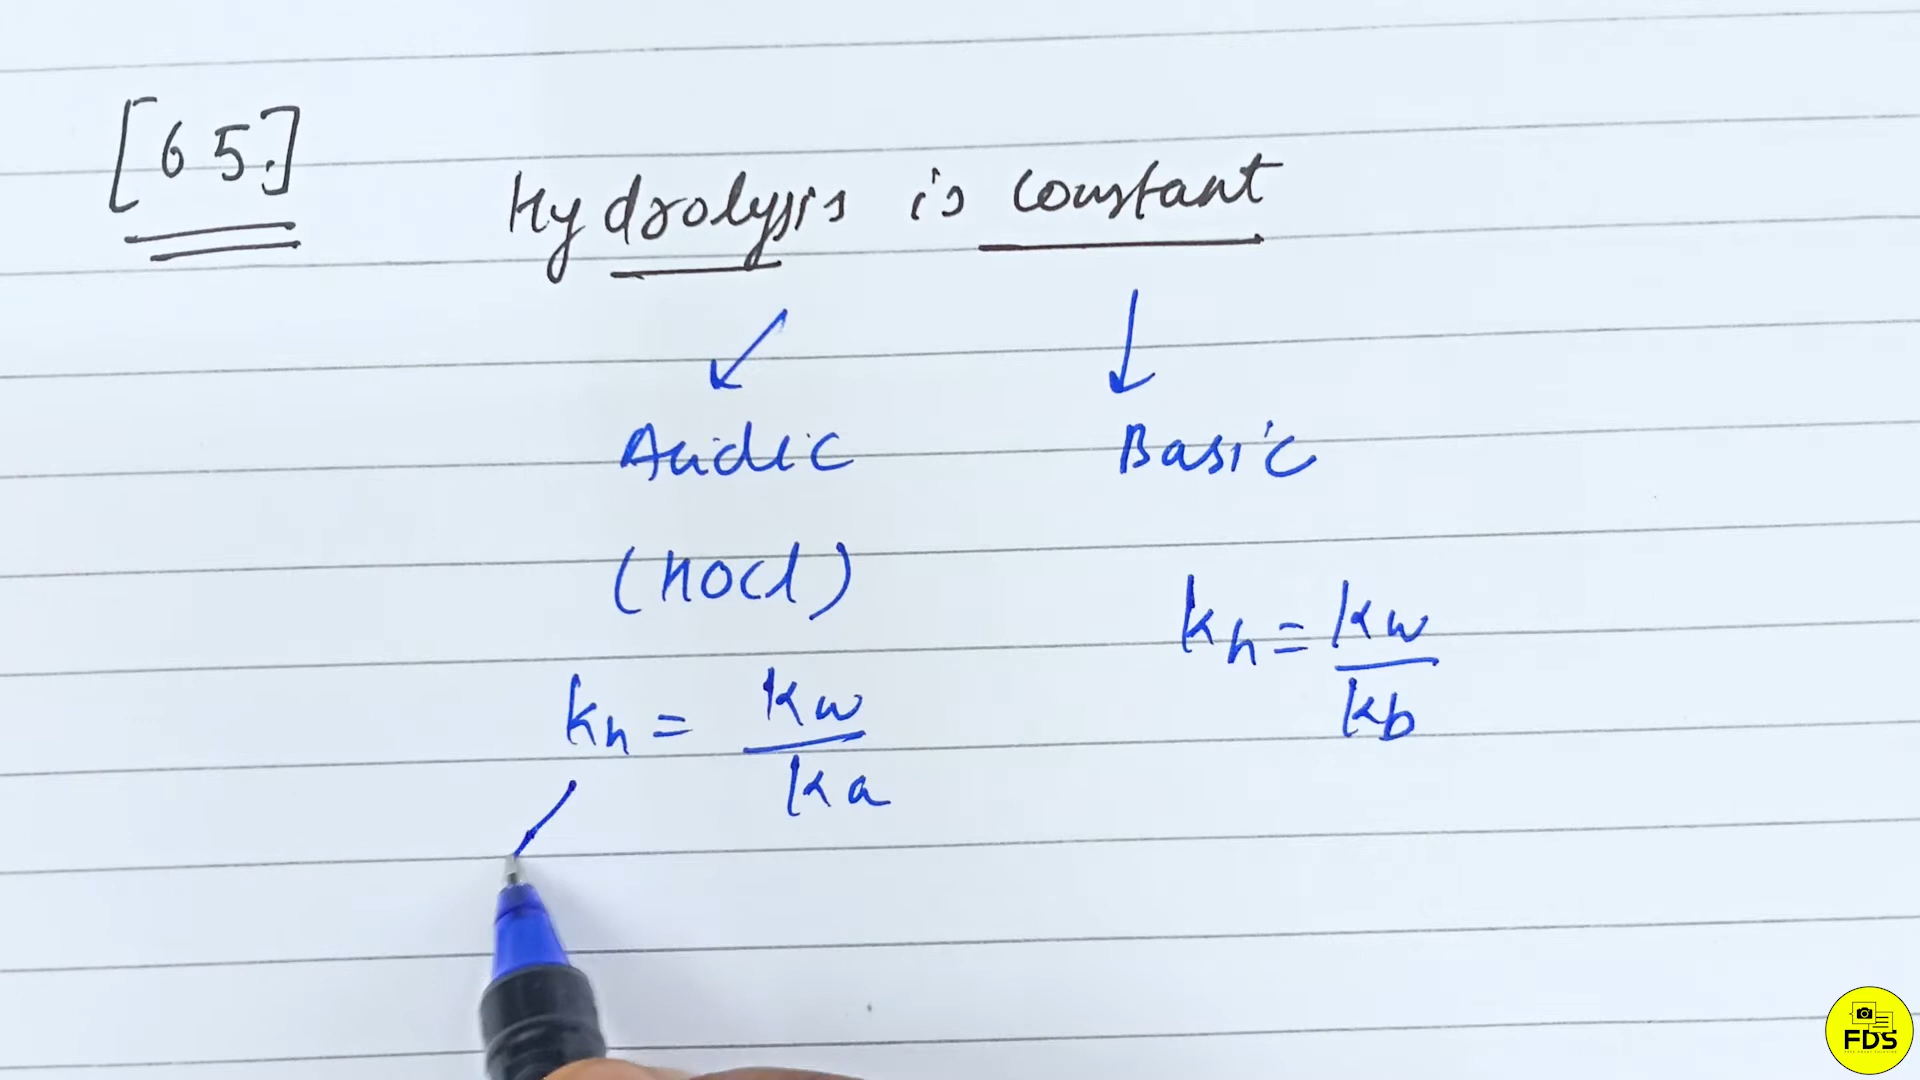 [65.]
Hydrolysis is constant
Acidic
Basic
(HOCl)
kh = kw
ka
kh = kw
kb
FDS